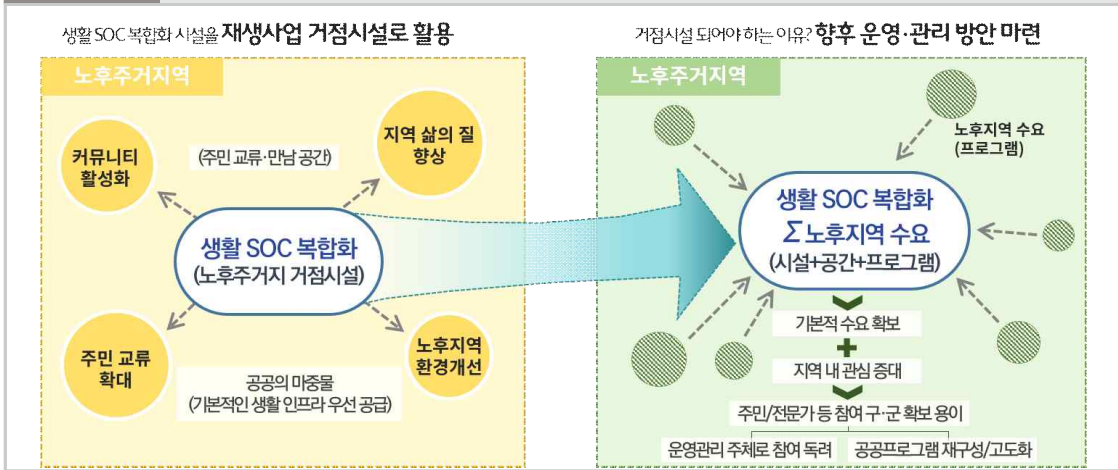 생활 SOC 복합화 시설을 재생사업 거점시설로 활용
노후주거지역
커뮤니티
활성화
(주민 교류·만남 공간)
지역 삶의 질
향상
생활 SOC 복합화
(노후주거지 거점시설)
주민 교류
확대
공공의 마중물
(기본적인 생활 인프라 우선 공급)
노후지역
환경개선
거점시설 되어야 하는 이유? 향후 운영·관리 방안 마련
노후주거지역
노후지역 수요
(프로그램)
생활 SOC 복합화
Σ노후지역 수요
(시설+공간+프로그램)
기본적 수요 확보
+
지역 내 관심 증대
주민/전문가 등 참여 구·군 확보 용이
운영관리 주체로 참여 독려
공공프로그램 재구성/고도화